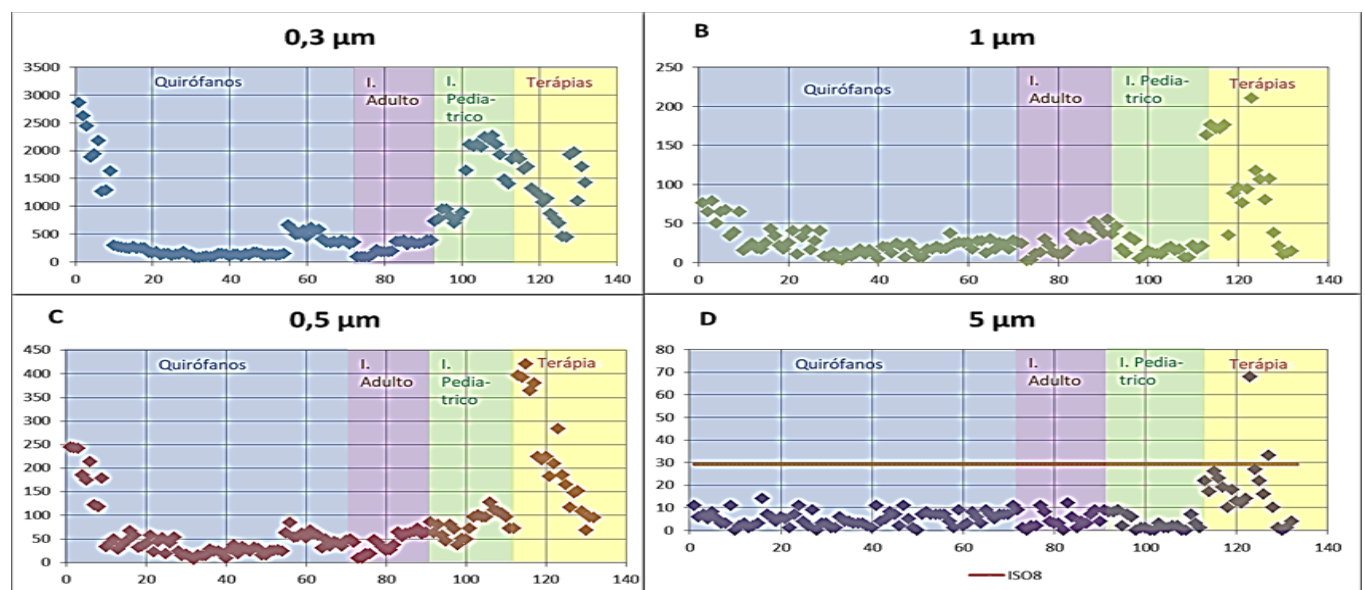 0,3 µm
3500
3000
2500
2000
1500
1000
500
0
0 20 40 60 80 100 120 140
Quirófanos
I.
Adulto
I.
Pedia-
trico
Terápias
B
1 µm
250
200
150
100
50
0
0 20 40 60 80 100 120 140
Quirófanos
I.
Adulto
I. Pedia-
trico
Terápias
C
0,5 µm
450
400
350
300
250
200
150
100
50
0
0 20 40 60 80 100 120 140
Quirófanos
I.
Adulto
I.
Pedia-
trico
Terápia
D
5 µm
80
70
60
50
40
30
20
10
0
0 20 40 60 80 100 120 140
Quirófanos
I.
Adulto
I. Pedia-
trico
Terápia
ISO8